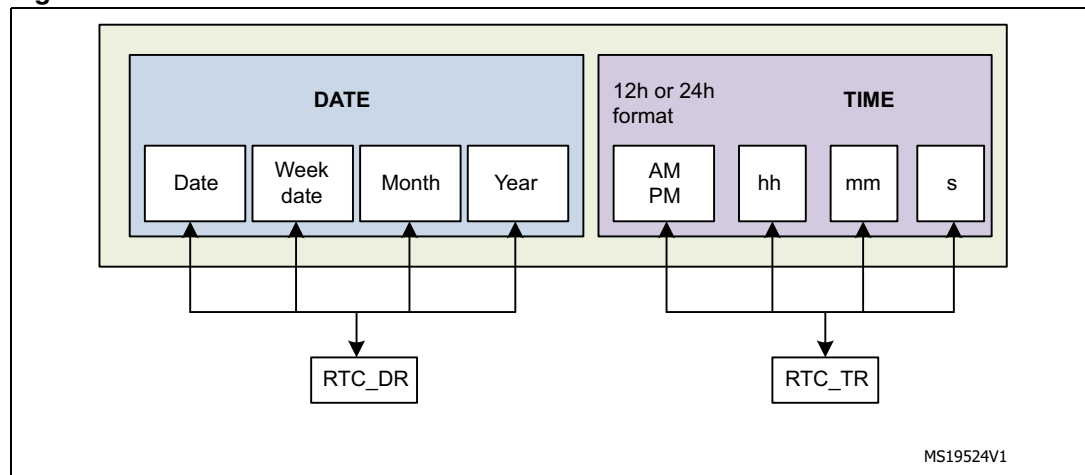 DATE
12h or 24h
format
TIME
Date
Week
date
Month
Year
AM
PM
hh
mm
s
RTC_DR
RTC_TR
MS19524V1